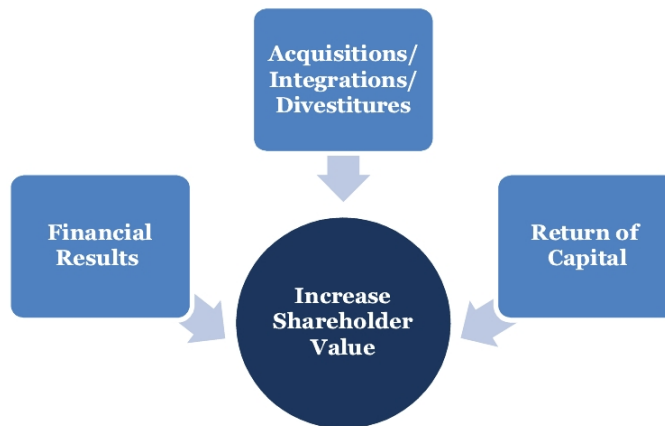 Acquisitions/
Integrations/
Divestitures
Financial
Results
Return of
Capital
Increase
Shareholder
Value